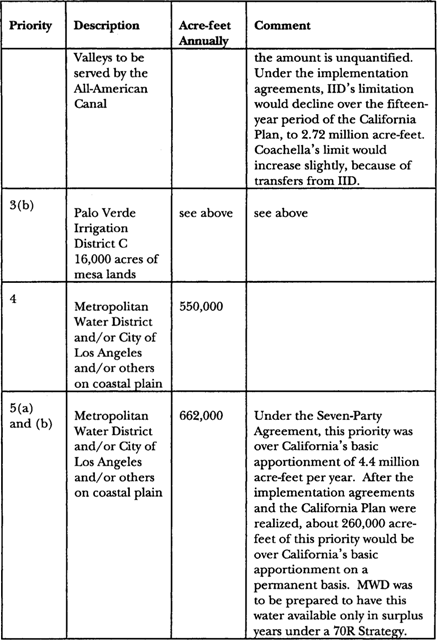 Priority Description Acre-feet Annually Comment
Valleys to be served by the All-American Canal
the amount is unquantified.
Under the implementation
agreements, IID's limitation
would decline over the fifteen-
year period of the California
Plan, to 2.72 million acre-feet.
Coachella's limit would
increase slightly, because of
transfers from IID.
3(b)
Palo Verde
Irrigation
District C
16,000 acres of
mesa lands
see above
see above
4
Metropolitan
Water District
and/or City of
Los Angeles
and/or others
on coastal plain
550,000
5(a)
and (b)
Metropolitan
Water District
and/or City of
Los Angeles
and/or others
on coastal plain
662,000
Under the Seven-Party
Agreement, this priority was
over California's basic
apportionment of 4.4 million
acre-feet per year. After the
implementation agreements
and the California Plan were
realized, about 260,000 acre-
feet of this priority would be
over California's basic
apportionment on a
permanent basis. MWD was
to be prepared to have this
water available only in surplus
years under a 70R Strategy.